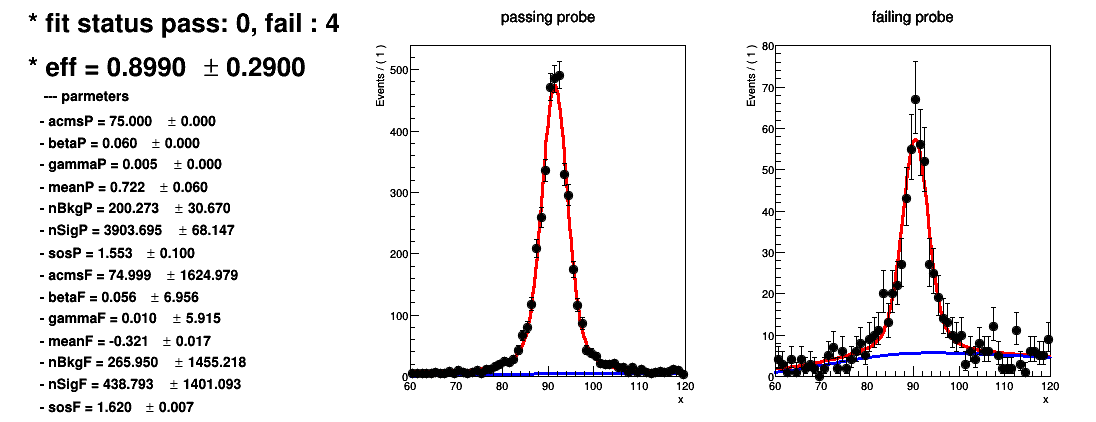 * fit status pass: 0, fail : 4
* eff = 0.8990 ± 0.2900
--- parmeters
- acmsP = 75.000 ± 0.000
- betaP = 0.060 ± 0.000
- gammaP = 0.005 ± 0.000
- meanP = 0.722 ± 0.060
- nBkgP = 200.273 ± 30.670
- nSigP = 3903.695 ± 68.147
- sosP = 1.553 ± 0.100
- acmsF = 74.999 ± 1624.979
- betaF = 0.056 ± 6.956
- gammaF = 0.010 ± 5.915
- meanF = -0.321 ± 0.017
- nBkgF = 265.950 ± 1455.218
- nSigF = 438.793 ± 1401.093
- sosF = 1.620 ± 0.007
passing probe
Events / ( 1 )
500
400
300
200
100
0
60 70 80 90 100 110 120
x
failing probe
Events / ( 1 )
80
70
60
50
40
30
20
10
0
60 70 80 90 100 110 120
x